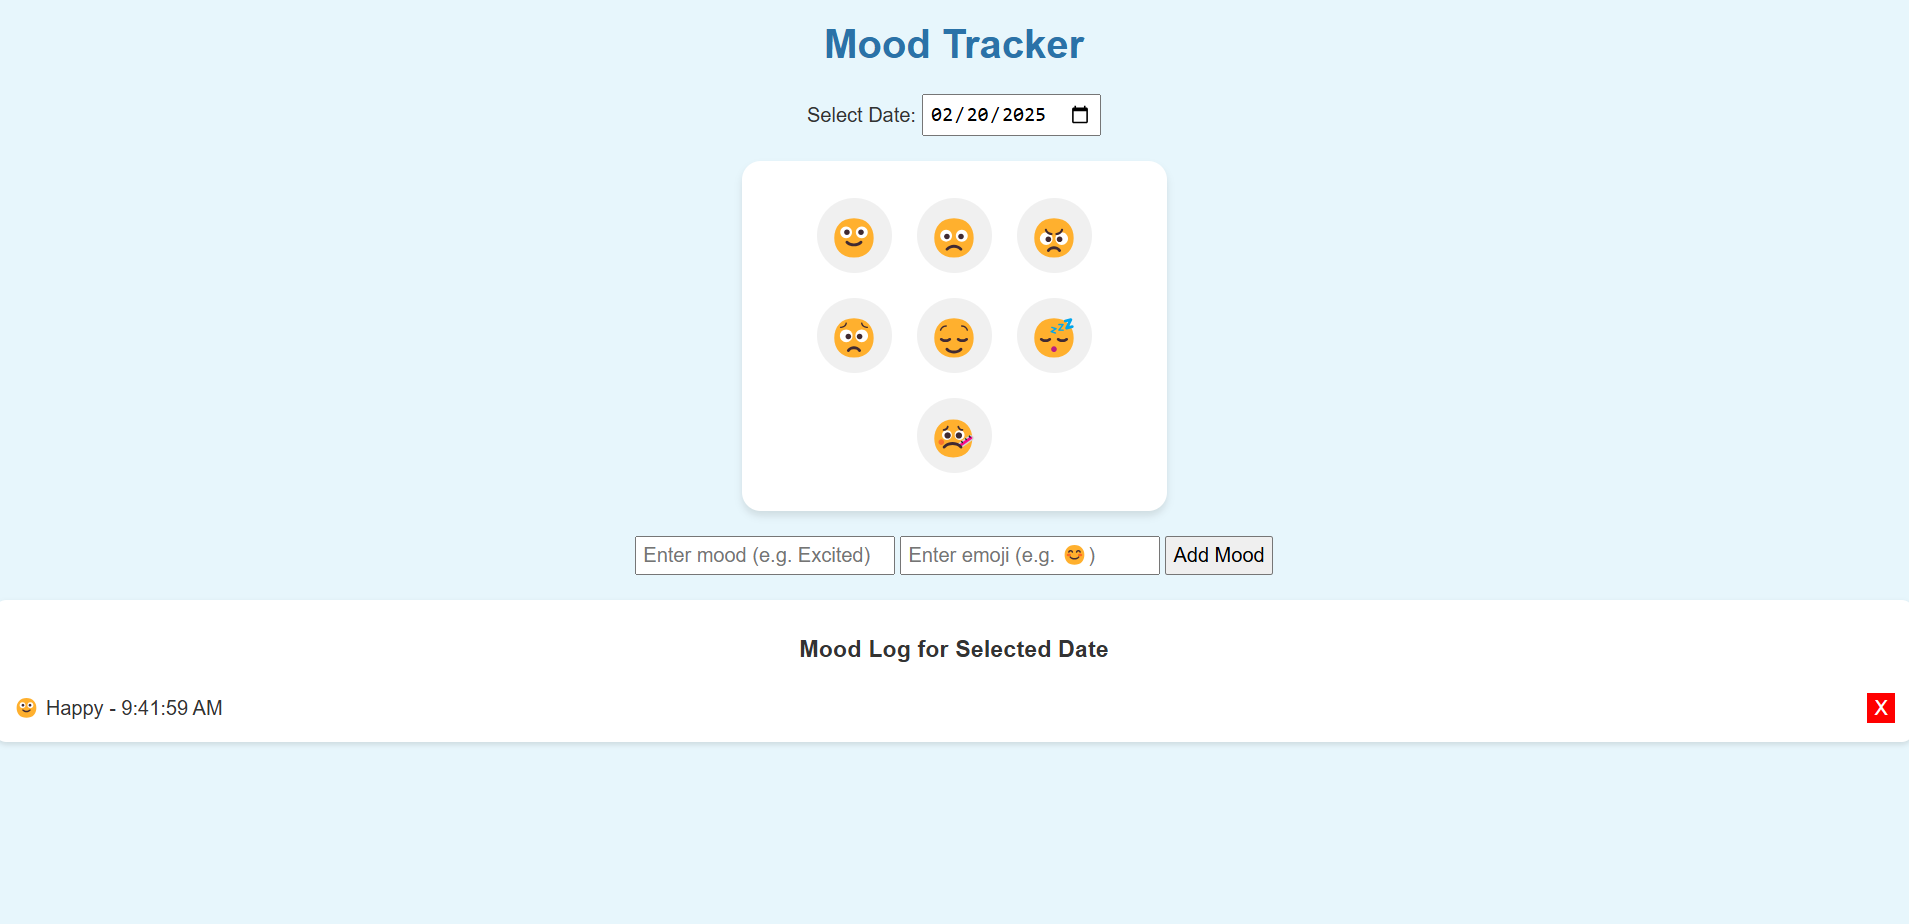 Mood Tracker
Select Date: 02/20/2025
Enter mood (e.g. Excited) Enter emoji (e.g. 😊) Add Mood
Mood Log for Selected Date
🙂 Happy - 9:41:59 AM X